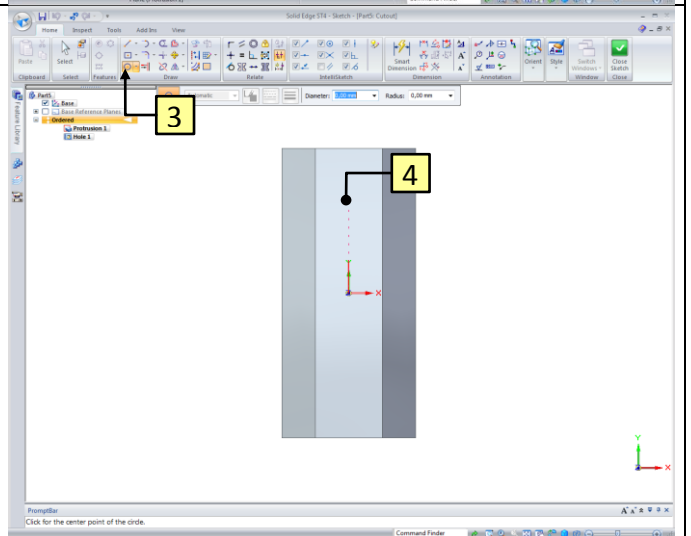 Command Finder
Solid Edge ST4 - Sketch - [Part5: Cutout]
Home Inspect Tools Add Ins View
Paste
Select
Smart Dimension
Orient
Style
Switch Windows
Close Sketch
Clipboard Select Features Draw Relate IntelliSketch Dimension Annotation Window Close
3
Part5
Base
Base Reference Planes
Ordered
Protrusion 1
Hole 1
Feature Library
Automatic
Diameter: 0,00 mm Radius: 0,00 mm
4
Y
X
X
PromptBar
Click for the center point of the circle.
Command Finder